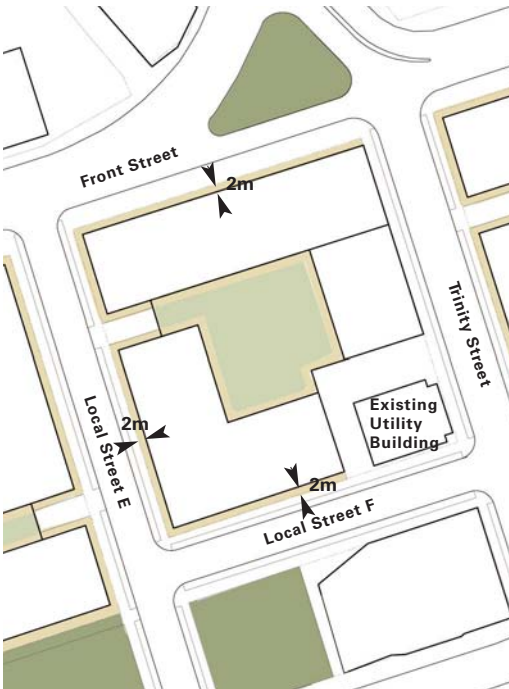 Front Street
2m
Trinity Street
Local Street E
2m
Existing
Utility
Building
2m
Local Street F